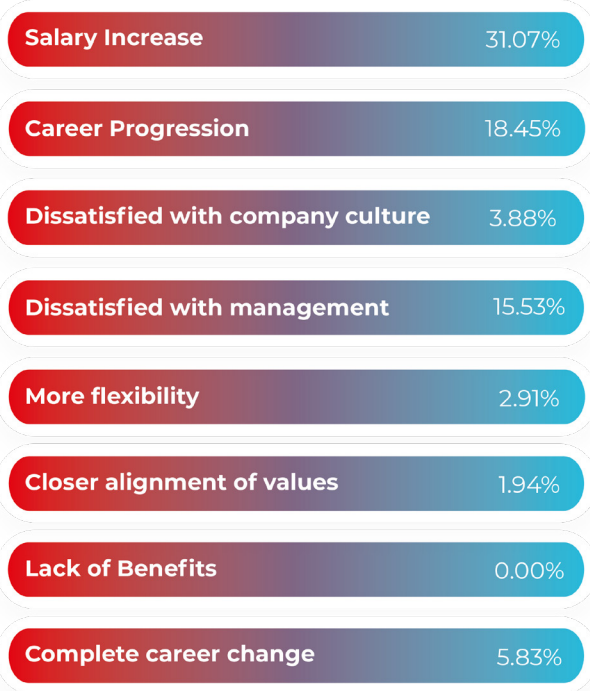 Salary Increase 31.07%
Career Progression 18.45%
Dissatisfied with company culture 3.88%
Dissatisfied with management 15.53%
More flexibility 2.91%
Closer alignment of values 1.94%
Lack of Benefits 0.00%
Complete career change 5.83%